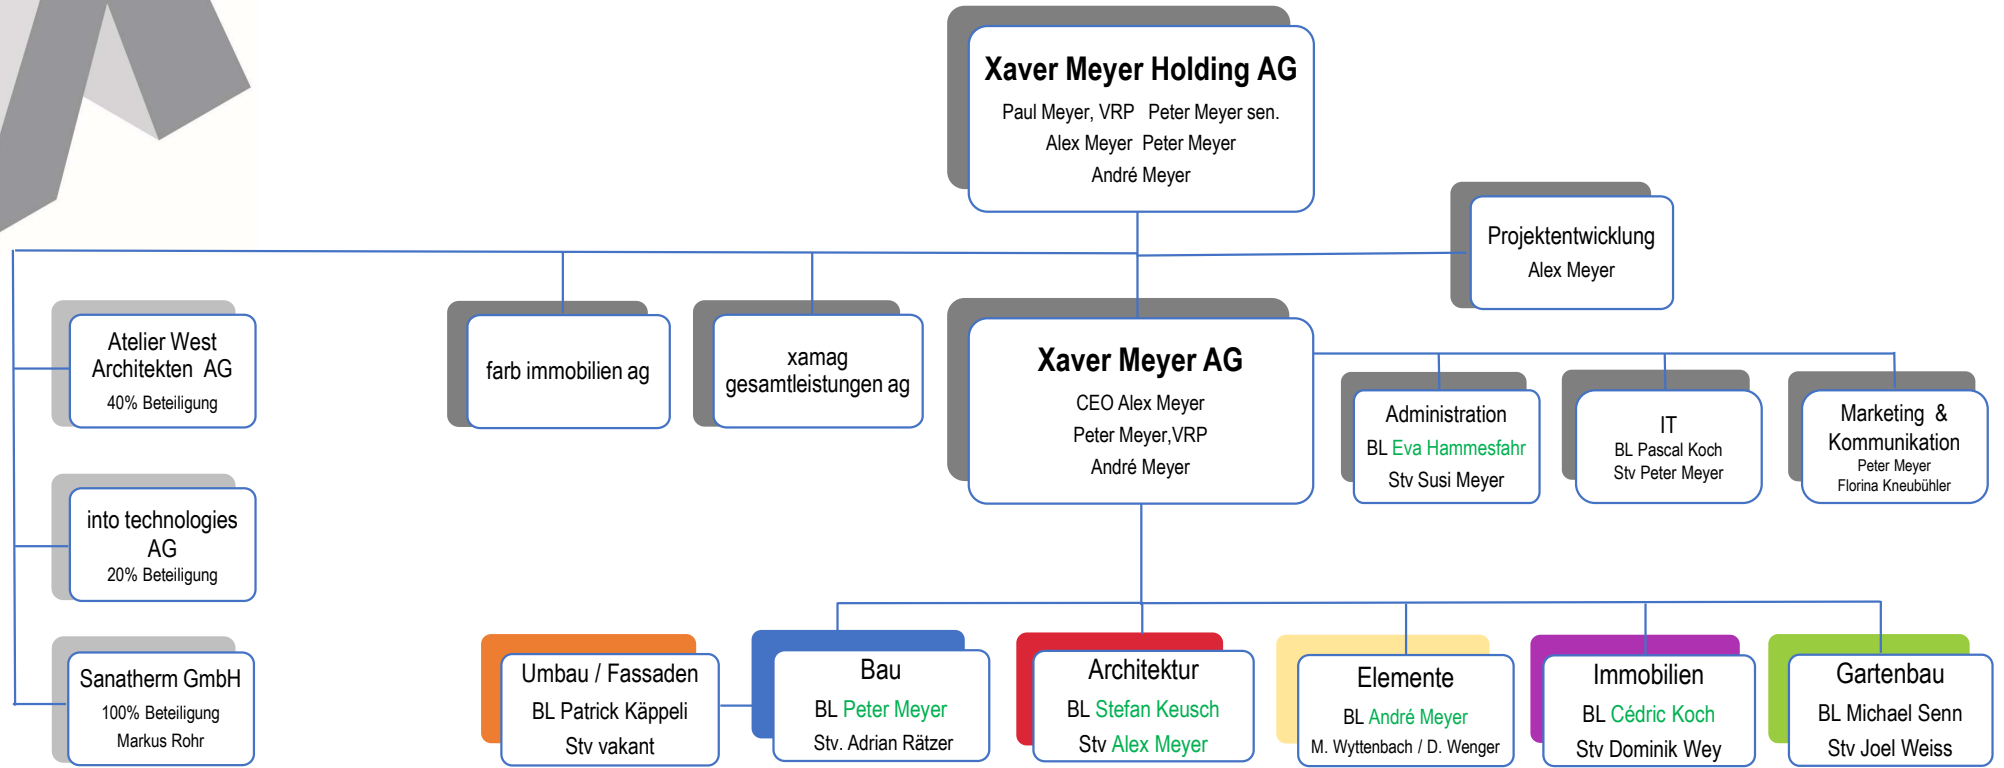 Xaver Meyer Holding AG
Paul Meyer, VRP Peter Meyer sen.
Alex Meyer Peter Meyer
André Meyer
Projektentwicklung
Alex Meyer
Atelier West
Architekten AG
40% Beteiligung
farb immobilien ag
xamag
gesamtleistungen ag
Xaver Meyer AG
CEO Alex Meyer
Peter Meyer,VRP
André Meyer
Administration
BL Eva Hammesfahr
Stv Susi Meyer
IT
BL Pascal Koch
Stv Peter Meyer
Marketing &
Kommunikation
Peter Meyer
Florina Kneubühler
into technologies
AG
20% Beteiligung
Sanatherm GmbH
100% Beteiligung
Markus Rohr
Umbau / Fassaden
BL Patrick Käppeli
Stv vakant
Bau
BL Peter Meyer
Stv. Adrian Rätzer
Architektur
BL Stefan Keusch
Stv Alex Meyer
Elemente
BL André Meyer
M. Wyttenbach / D. Wenger
Immobilien
BL Cédric Koch
Stv Dominik Wey
Gartenbau
BL Michael Senn
Stv Joel Weiss